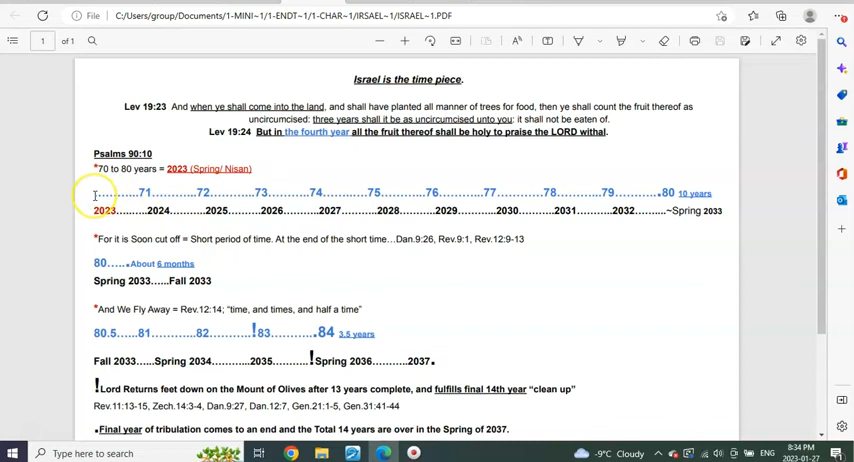 File
C:/Users/group/Documents/1-MINI~1/1-ENDT~1/1-CHAR~1/IRSAEL~1/ISRAEL~1.PDF
1 of 1
Israel is the time piece.
Lev 19:23 And when ye shall come into the land, and shall have planted all manner of trees for food, then ye shall count the fruit thereof as
uncircumcised: three years shall it be as uncircumcised unto you: it shall not be eaten of.
Lev 19:24 But in the fourth year all the fruit thereof shall be holy to praise the LORD withal.
Psalms 90:10
*70 to 80 years = 2023 (Spring/ Nisan)
...........71...........72...........73...........74...........75...........76...........77...........78...........79...........80 10 years
2023.......2024..........2025..........2026..........2027..........2028..........2029..........2030..........2031..........2032.......~Spring 2033
*For it is Soon cut off = Short period of time. At the end of the short time…Dan.9:26, Rev.9:1, Rev.12:9-13
80……About 6 months
Spring 2033......Fall 2033
*And We Fly Away = Rev.12:14; “time, and times, and half a time”
80.5......81...........82..........!83...........84 3.5 years
Fall 2033......Spring 2034...........2035..........!Spring 2036..........2037.
!Lord Returns feet down on the Mount of Olives after 13 years complete, and fulfills final 14th year “clean up”
Rev.11:13-15, Zech.14:3-4, Dan.9:27, Dan.12:7, Gen.21:1-5, Gen.31:41-44
.Final year of tribulation comes to an end and the Total 14 years are over in the Spring of 2037.
Type here to search
-9°C Cloudy
ENG
8:34 PM
2023-01-27